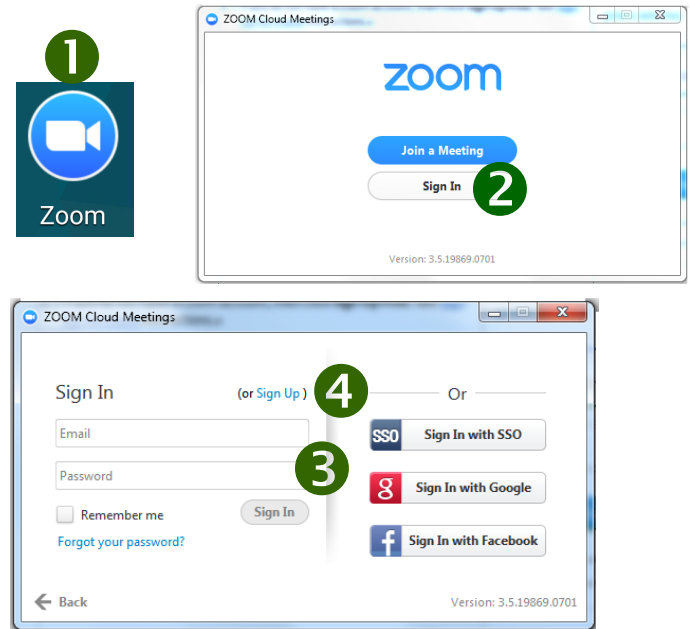 1
Zoom
ZOOM Cloud Meetings
zoom
Join a Meeting
Sign In
2
Version: 3.5.19869.0701
ZOOM Cloud Meetings
Sign In
(or Sign Up )
4
Or
Email
Password
3
Remember me
Sign In
Forgot your password?
SSO
Sign In with SSO
g
Sign In with Google
f
Sign In with Facebook
Back
Version: 3.5.19869.0701